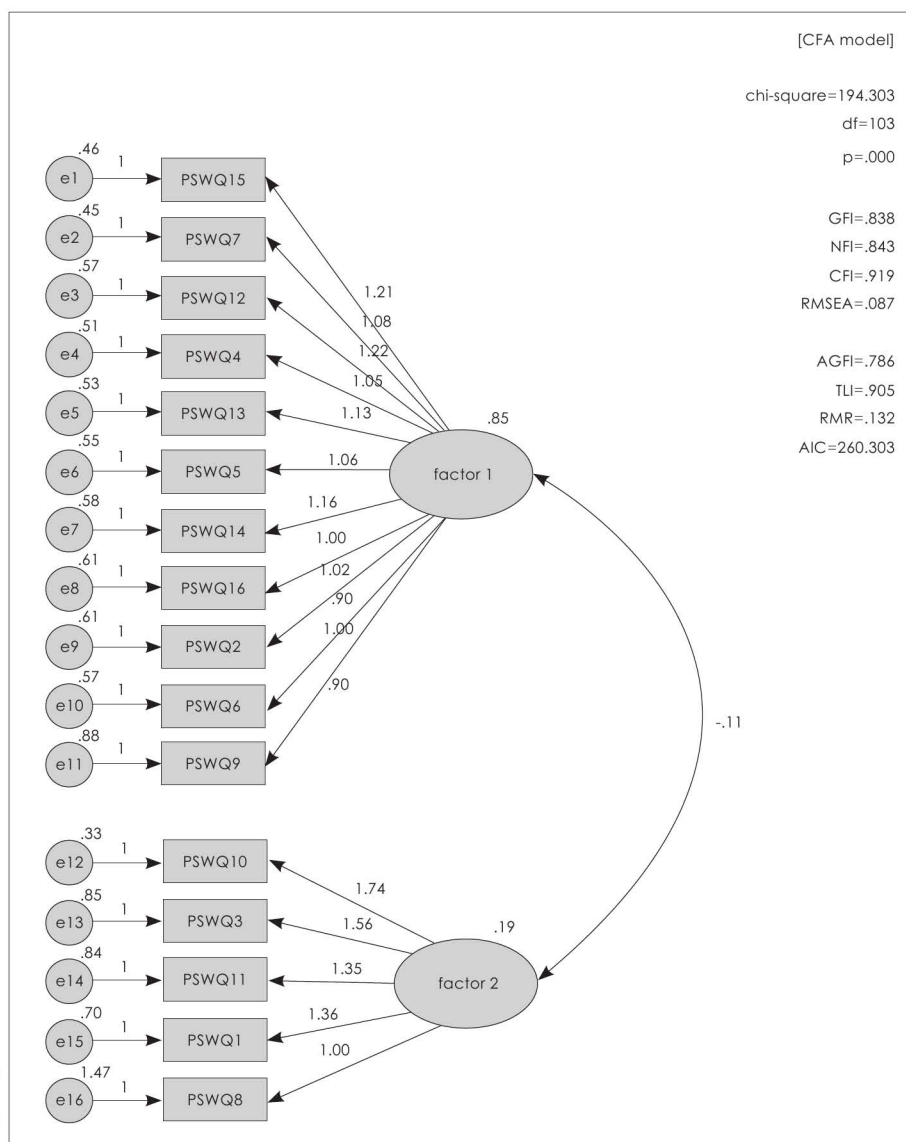 [CFA model]
chi-square=194.303
df=103
p=.000
GFI=.838
NFI=.843
CFI=.919
RMSEA=.087
AGFI=.786
TLI=.905
RMR=.132
AIC=260.303
.46
e1 1 PSWQ15
.45
e2 1 PSWQ7
.57
e3 1 PSWQ12
.51
e4 1 PSWQ4
.53
e5 1 PSWQ13
.55
e6 1 PSWQ5
.58
e7 1 PSWQ14
.61
e8 1 PSWQ16
.61
e9 1 PSWQ2
.57
e10 1 PSWQ6
.88
e11 1 PSWQ9
1.21
1.08
1.22
1.05
1.13
1.06
1.16
1.00
1.02
.90
1.00
.90
.85
factor 1
-.11
.33
e12 1 PSWQ10
.85
e13 1 PSWQ3
.84
e14 1 PSWQ11
.70
e15 1 PSWQ1
1.47
e16 1 PSWQ8
1.74
1.56
1.35
1.36
1.00
.19
factor 2